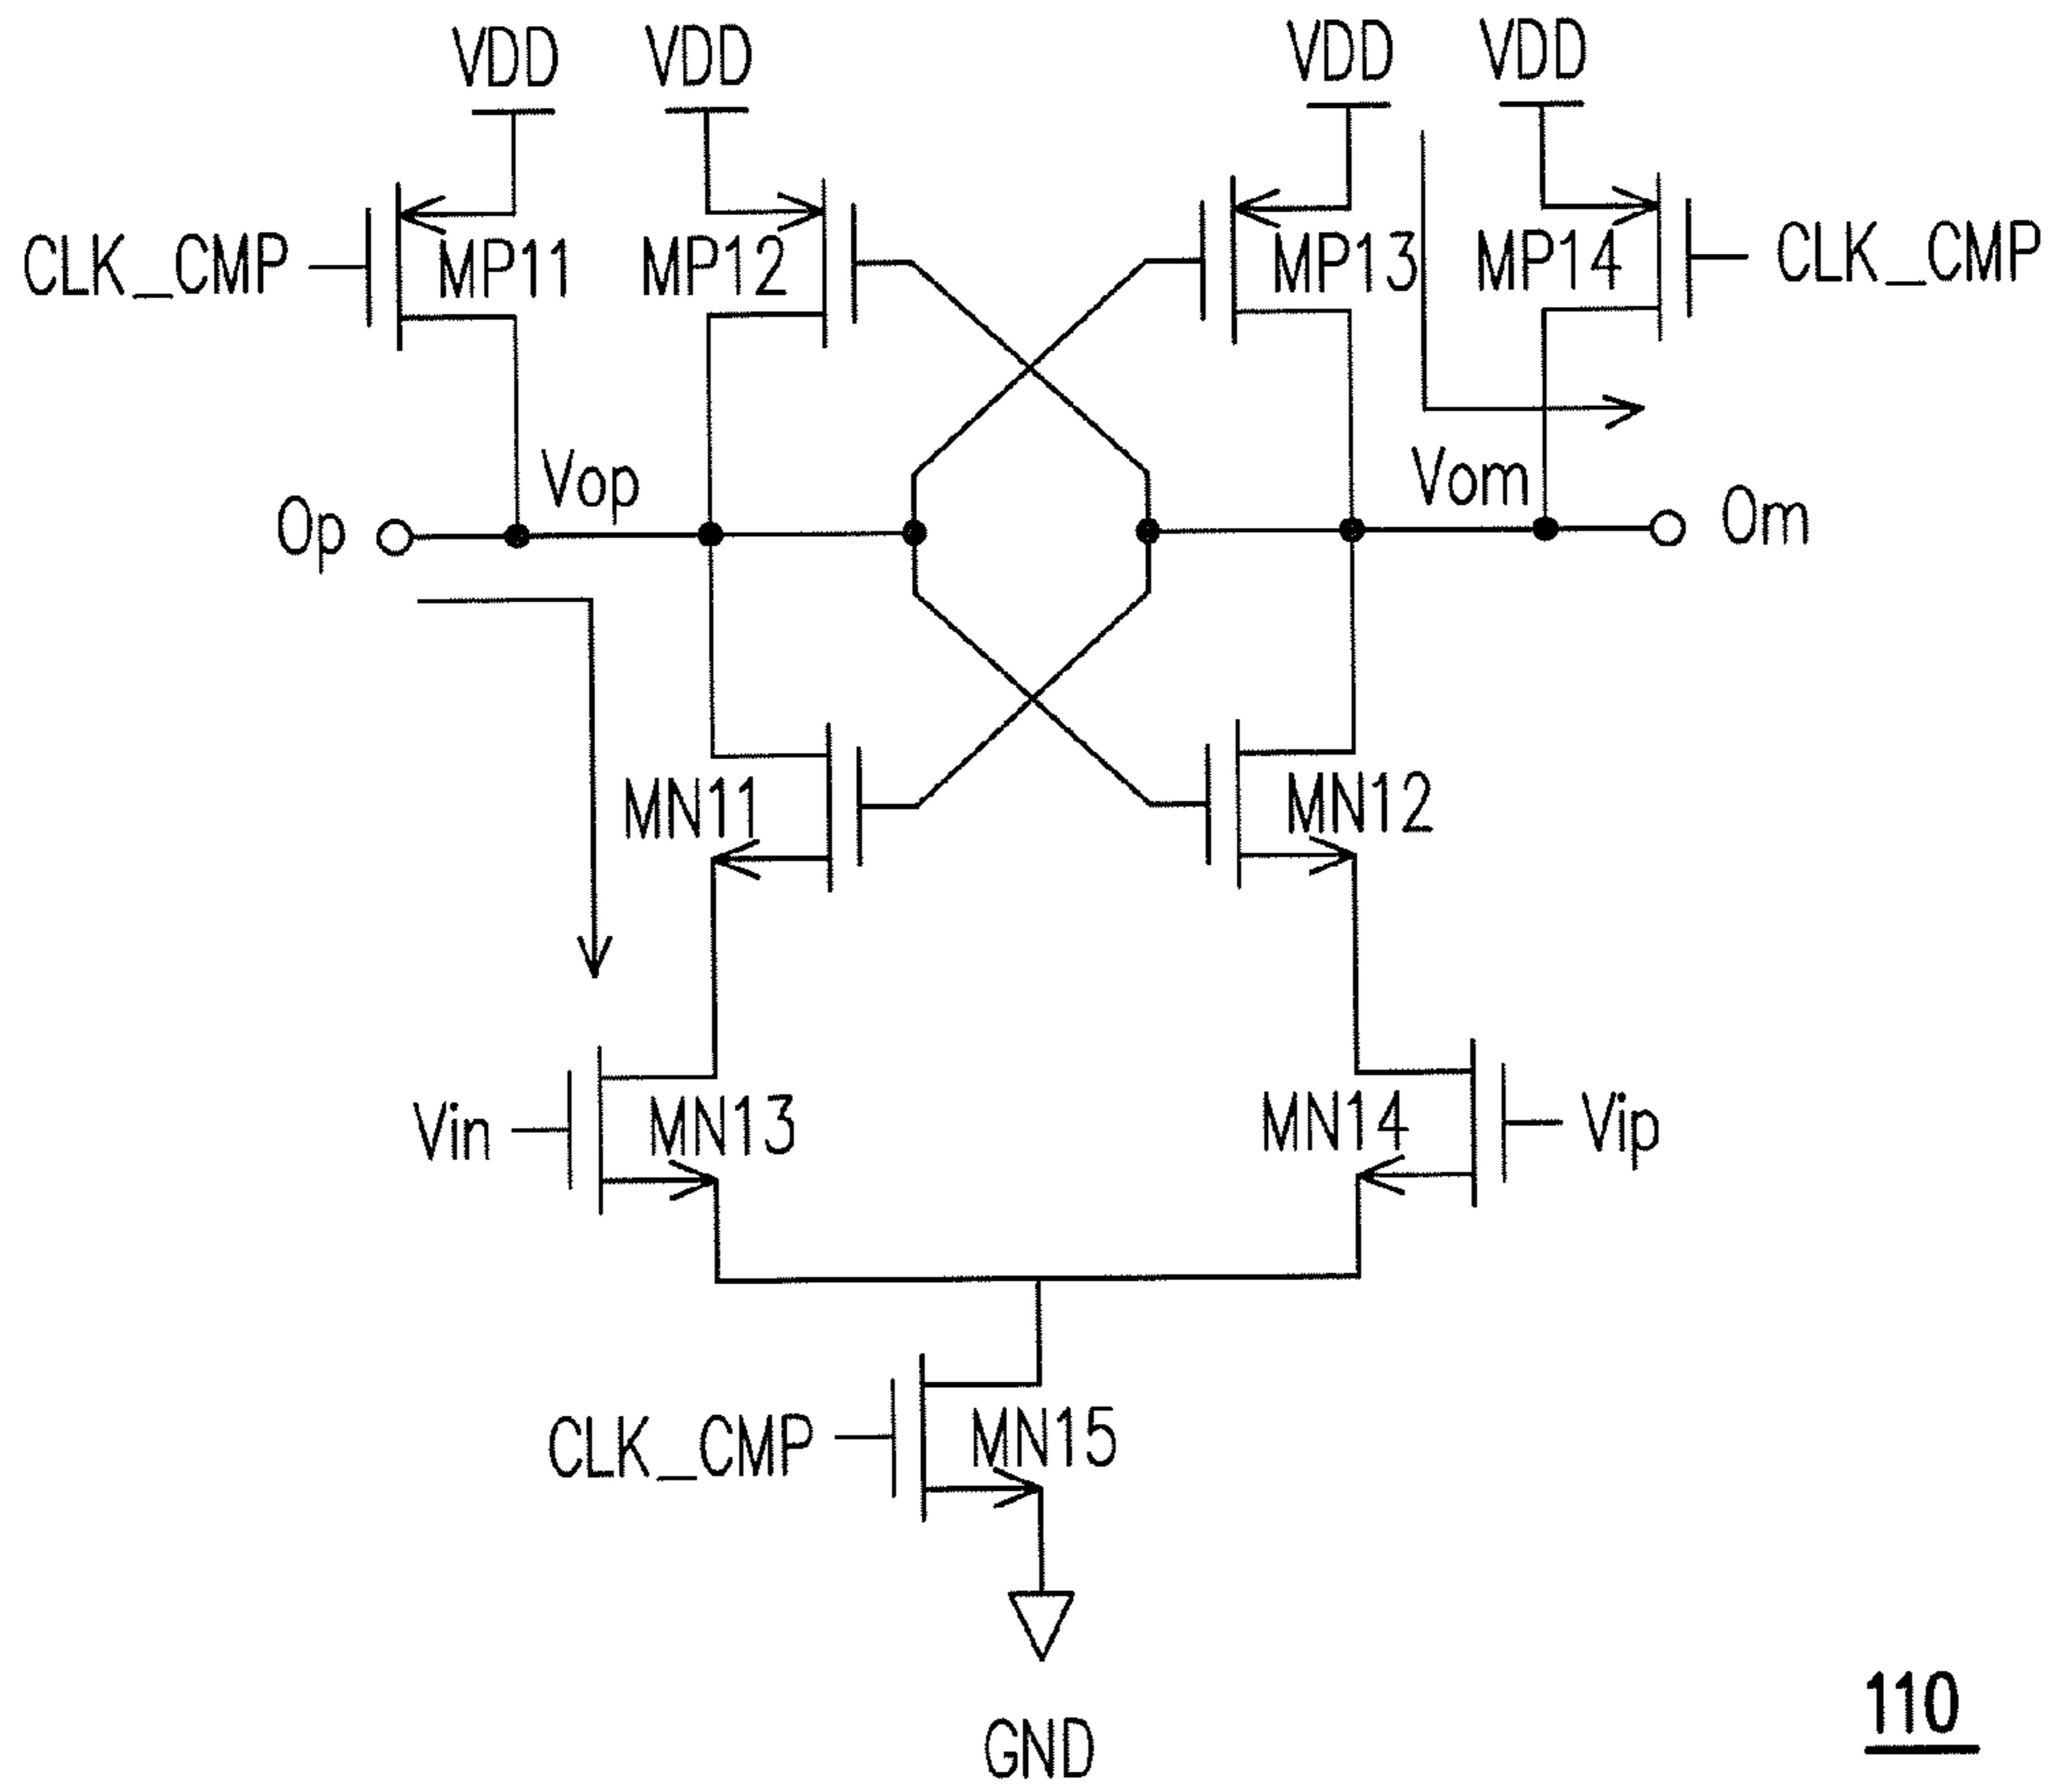 VDD VDD VDD VDD
CLK_CMP MP11 MP12 MP13 MP14 CLK_CMP
Op Vop Vom Om
MN11 MN12
Vin MN13 MN14 Vip
CLK_CMP MN15
GND
110